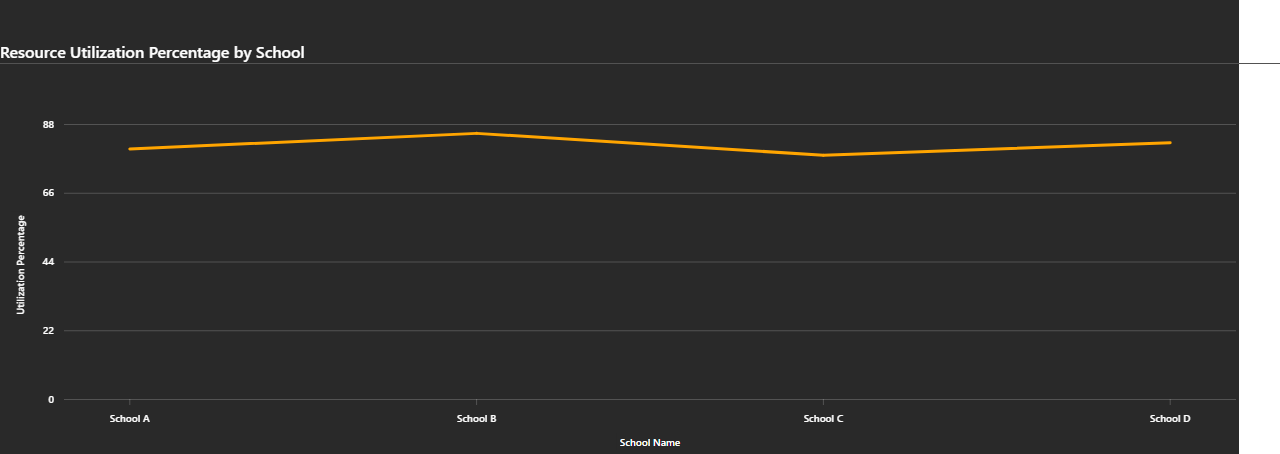 Resource Utilization Percentage by School
88
66
44
22
0
Utilization Percentage
School A
School B
School C
School D
School Name